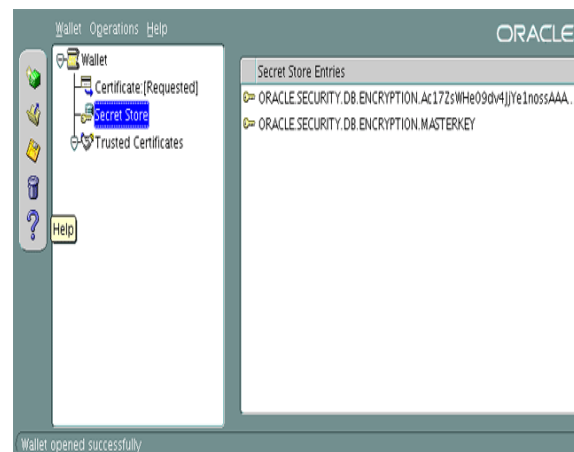 Wallet Operations Help
ORACLE
Wallet
Certificate:[Requested]
Secret Store
Trusted Certificates
Help
Secret Store Entries
ORACLE.SECURITY.DB.ENCRYPTION.Ac17ZsWHe09dv4JjYe1nossAAA..
ORACLE.SECURITY.DB.ENCRYPTION.MASTERKEY
Wallet opened successfully